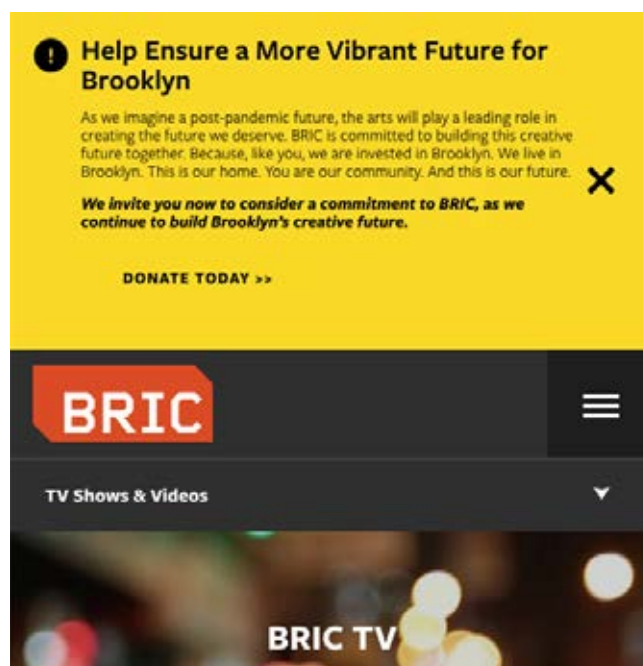 Help Ensure a More Vibrant Future for
Brooklyn
As we imagine a post-pandemic future, the arts will play a leading role in
creating the future we deserve. BRIC is committed to building this creative
future together. Because, like you, we are invested in Brooklyn. We live in
Brooklyn. This is our home. You are our community. And this is our future.
We invite you now to consider a commitment to BRIC, as we
continue to build Brooklyn's creative future.
DONATE TODAY >>
BRIC
TV Shows & Videos
BRIC TV